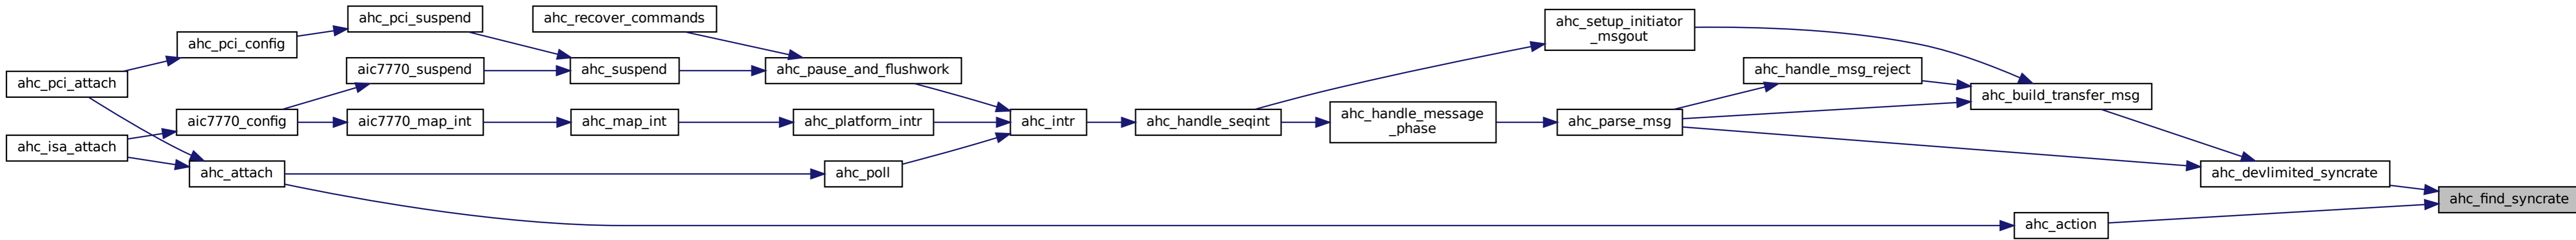 ahc_pci_suspend
ahc_recover_commands
ahc_setup_initiator
_msgout
ahc_pci_config
ahc_pci_attach
aic7770_suspend
ahc_suspend
ahc_pause_and_flushwork
ahc_handle_msg_reject
ahc_build_transfer_msg
aic7770_config
aic7770_map_int
ahc_map_int
ahc_platform_intr
ahc_intr
ahc_handle_seqint
ahc_handle_message
_phase
ahc_parse_msg
ahc_isa_attach
ahc_attach
ahc_poll
ahc_devlimited_syncrate
ahc_find_syncrate
ahc_action